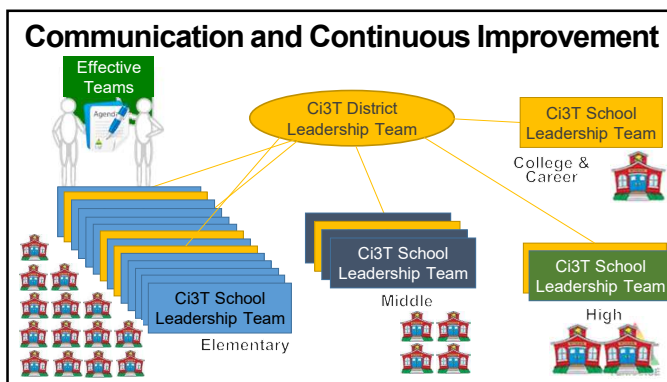 Communication and Continuous Improvement
Effective
Teams
Agenda
Ci3T District
Leadership Team
Ci3T School
Leadership Team
College &
Career
Ci3T School
Leadership Team
Elementary
Ci3T School
Leadership Team
Middle
Ci3T School
Leadership Team
High